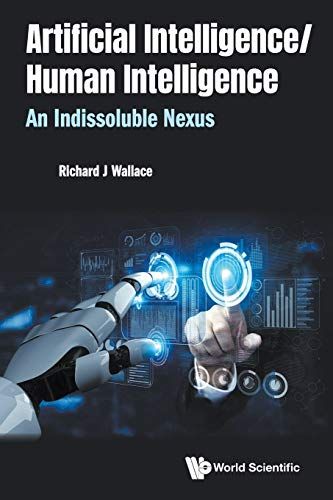 Artificial Intelligence/
Human Intelligence
An Indissoluble Nexus
Richard J Wallace
World Scientific